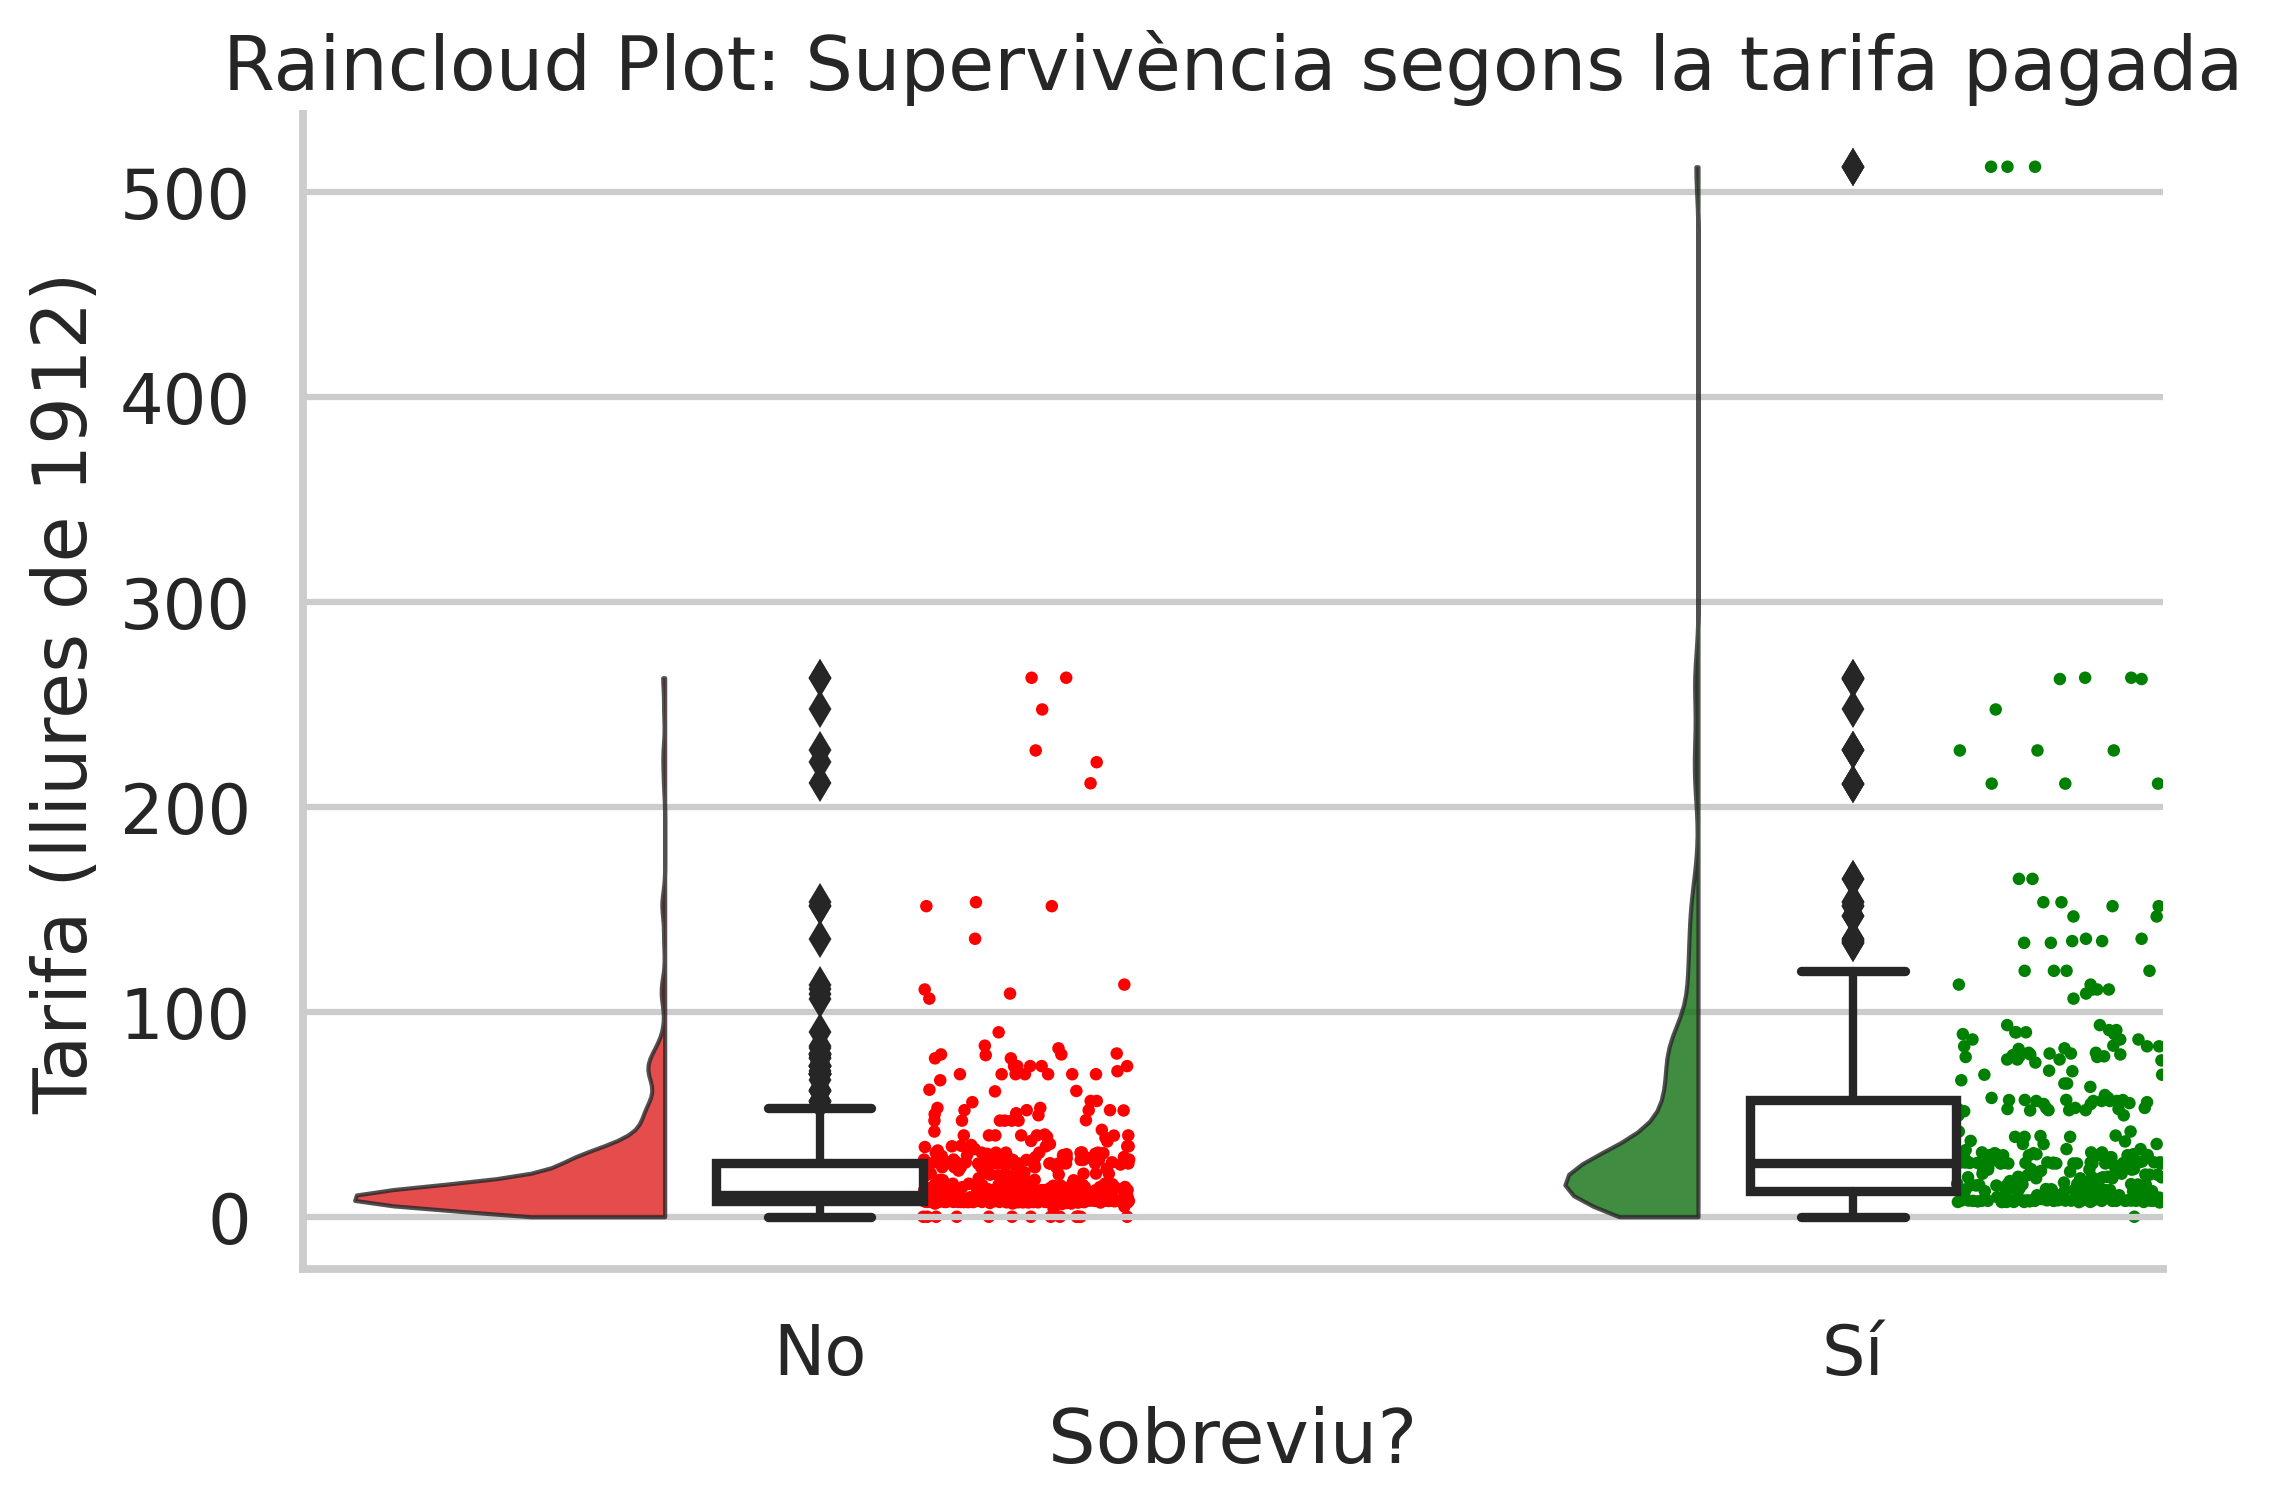 Raincloud Plot: Supervivència segons la tarifa pagada
Tarifa (lliures de 1912)
500
400
300
200
100
0
No
Sí
Sobreviu?